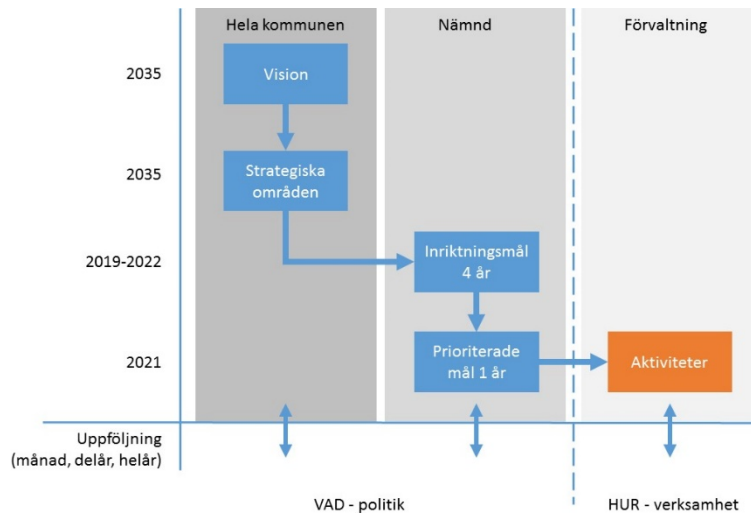 Hela kommunen
Nämnd
Förvaltning
2035
Vision
2035
Strategiska
områden
2019-2022
Inriktningsmål
4 år
2021
Prioriterade
mål 1 år
Aktiviteter
Uppföljning
(månad, delår, helår)
VAD - politik
HUR - verksamhet